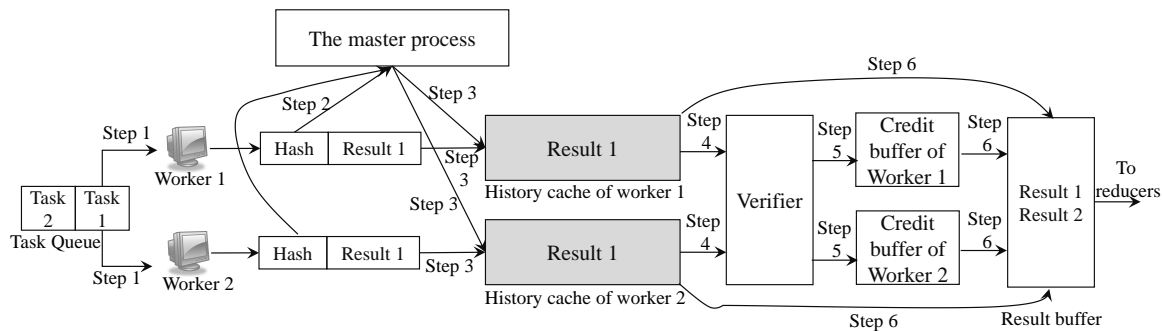 The master process
Step 6
Step 2
Step 3
Step 1
Hash
Result 1
Step
3
Result 1
Step
4
Step
5
Credit
buffer of
Worker 1
Step
6
Worker 1
History cache of worker 1
Task
2
Task
1
Task Queue
Step 3
Verifier
Result 1
Result 2
To
reducers
Step 1
Worker 2
Hash
Result 1
Step 3
Result 1
Step
4
Step
5
Credit
buffer of
Worker 2
Step
6
History cache of worker 2
Step 6
Result buffer